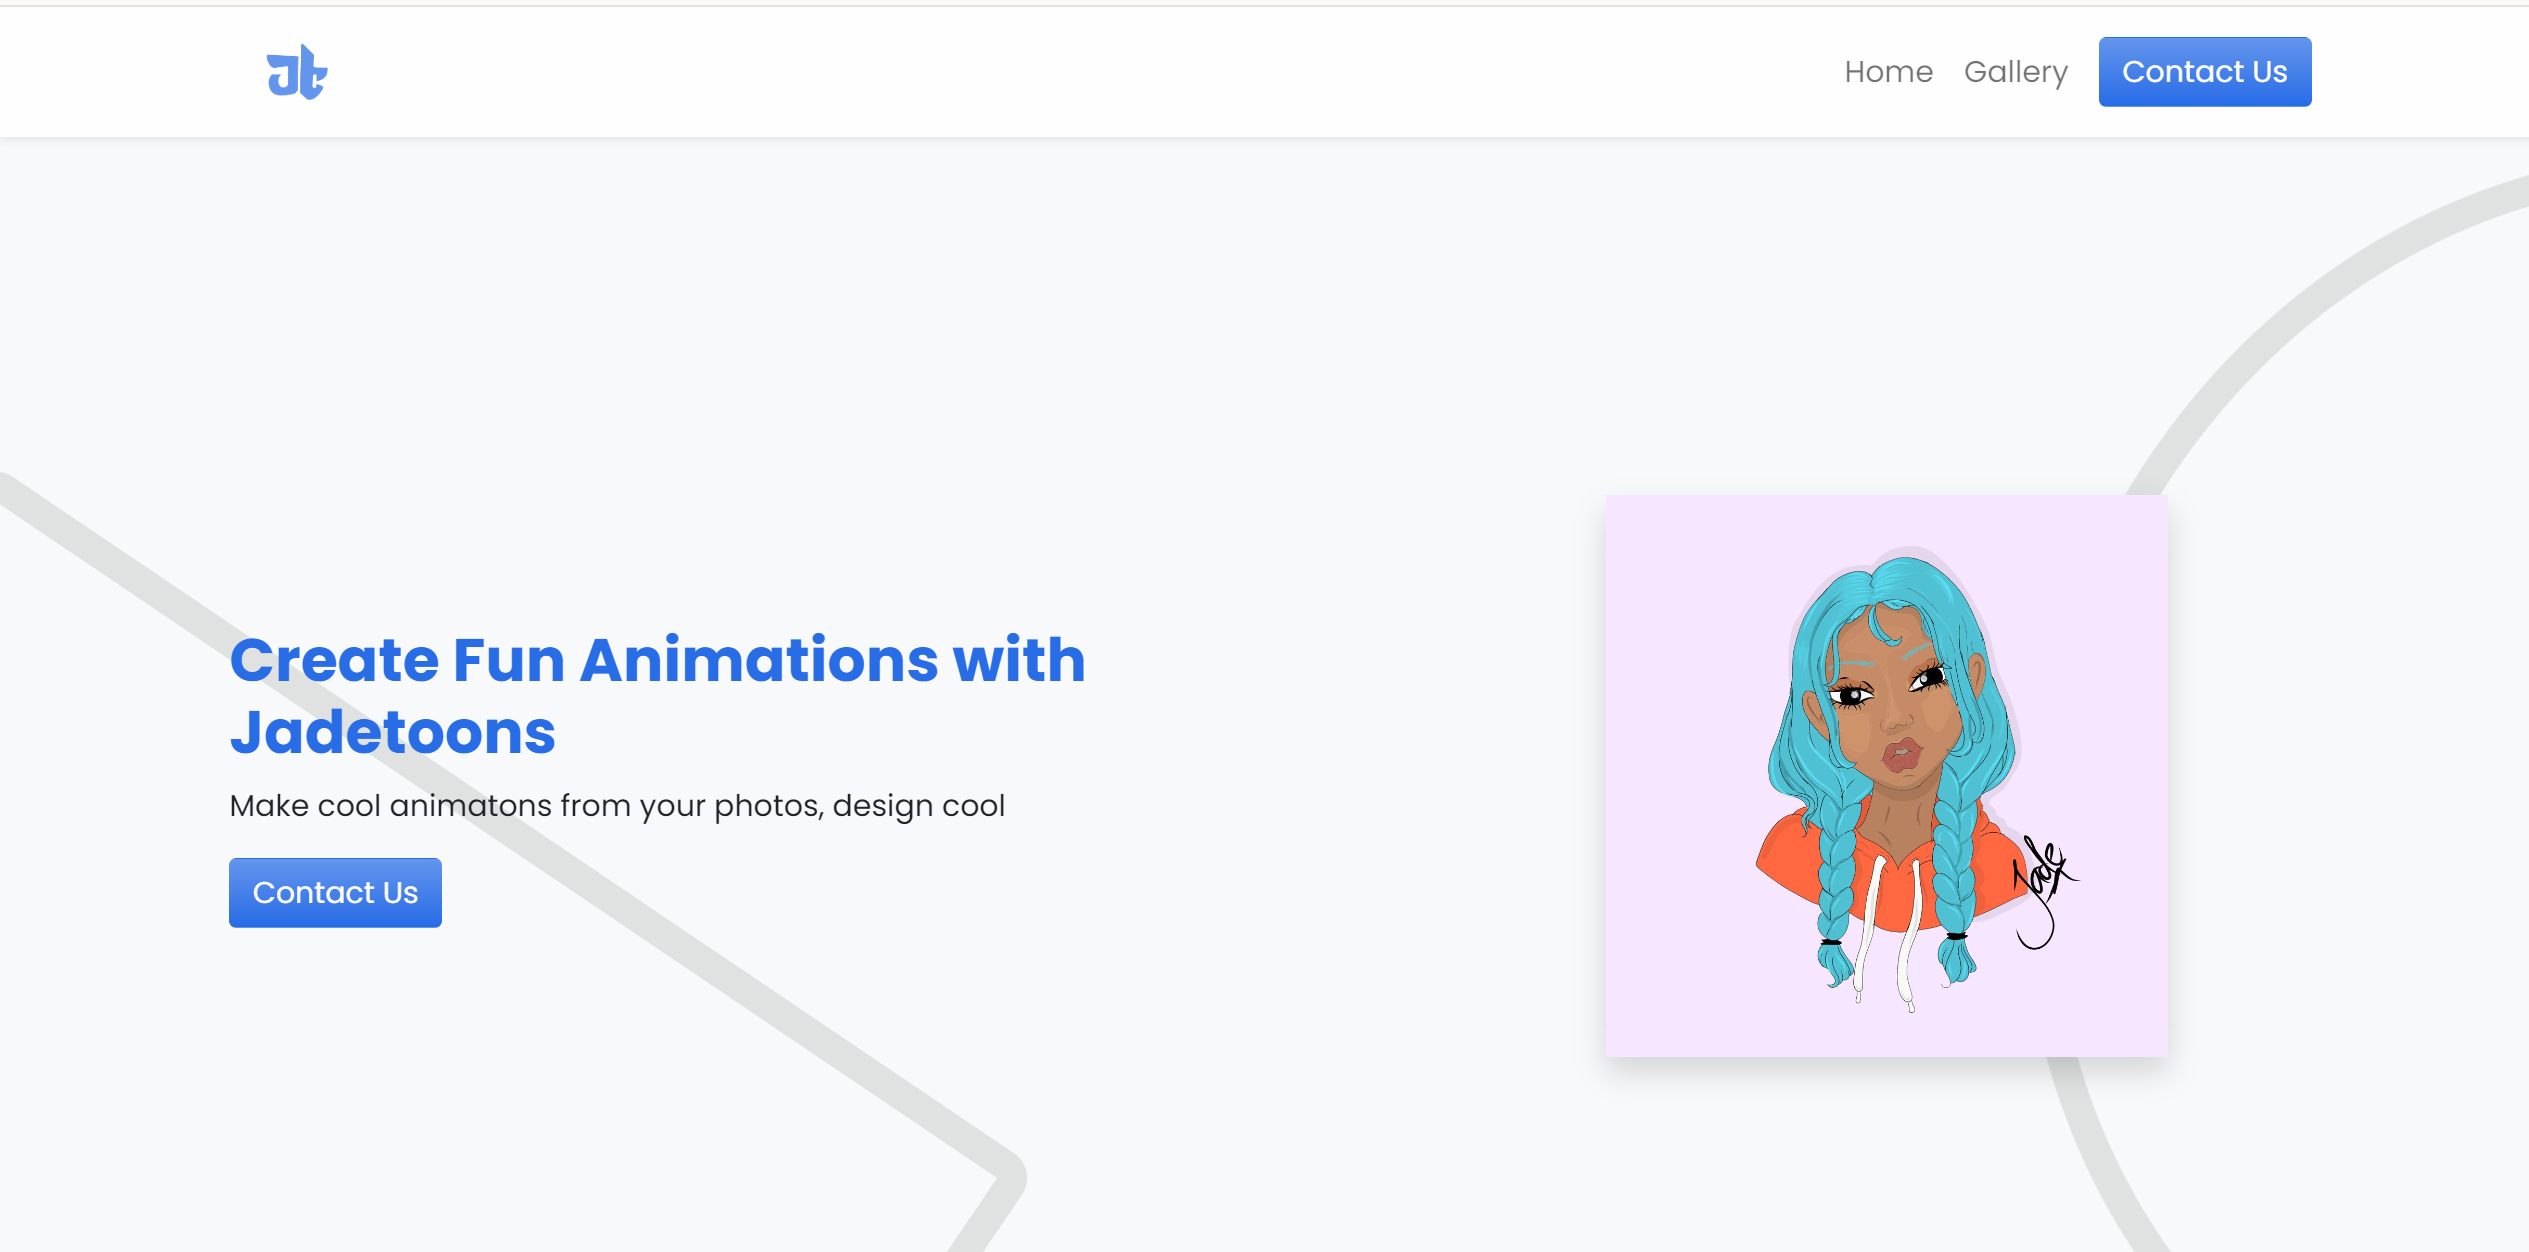 Jt
Home Gallery Contact Us
Create Fun Animations with
Jadetoons
Make cool animatons from your photos, design cool
Contact Us
Jade